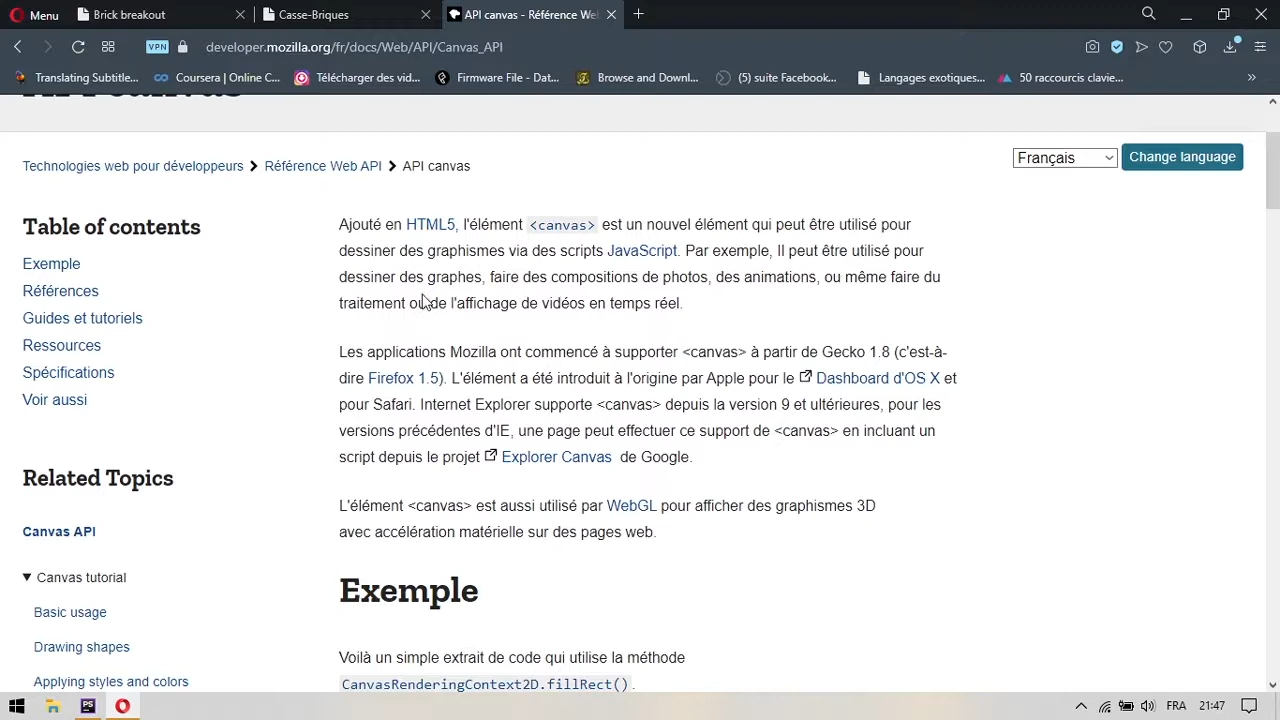 Menu
Brick breakout
Casse-Briques
API canvas - Référence We
VPN
developer.mozilla.org/fr/docs/Web/API/Canvas_API
Translating Subtitle...
Coursera | Online C...
Télécharger des vid...
Firmware File - Dat...
Browse and Downl...
(5) suite Facebook...
Langages exotiques...
50 raccourcis clavie...
»
API canvas
Technologies web pour développeurs
Référence Web API
API canvas
Français
Change language
Table of contents
Exemple
Références
Guides et tutoriels
Ressources
Spécifications
Voir aussi
Related Topics
Canvas API
Canvas tutorial
Basic usage
Drawing shapes
Applying styles and colors
Ajouté en HTML5, l'élément <canvas> est un nouvel élément qui peut être utilisé pour
dessiner des graphismes via des scripts JavaScript. Par exemple, Il peut être utilisé pour
dessiner des graphes, faire des compositions de photos, des animations, ou même faire du
traitement ou de l'affichage de vidéos en temps réel.
Les applications Mozilla ont commencé à supporter <canvas> à partir de Gecko 1.8 (c'est-à-
dire Firefox 1.5). L'élément a été introduit à l'origine par Apple pour le Dashboard d'OS X et
pour Safari. Internet Explorer supporte <canvas> depuis la version 9 et ultérieures, pour les
versions précédentes d'IE, une page peut effectuer ce support de <canvas> en incluant un
script depuis le projet Explorer Canvas de Google.
L'élément <canvas> est aussi utilisé par WebGL pour afficher des graphismes 3D
avec accélération matérielle sur des pages web.
Exemple
Voilà un simple extrait de code qui utilise la méthode
CanvasRenderingContext2D.fillRect().
PS
FRA
21:47